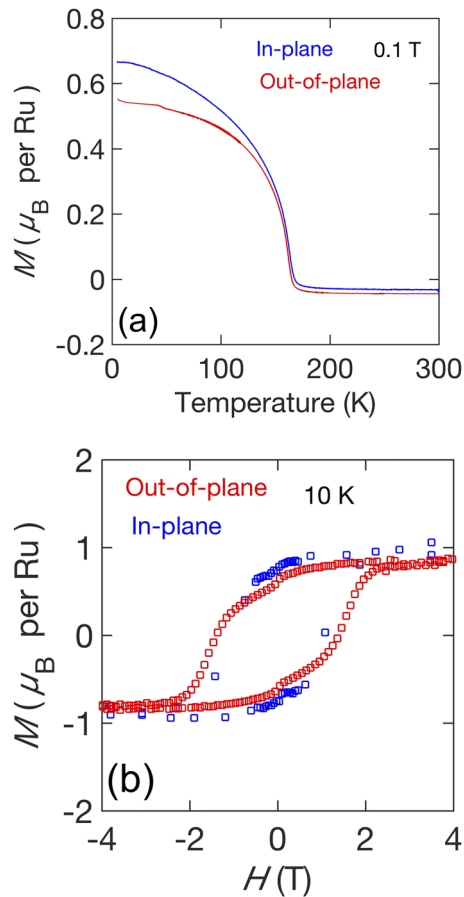 0.8
In-plane 0.1 T
Out-of-plane
0.6
0.4
0.2
0
-0.2
M (μB per Ru)
(a)
0 100 200 300
Temperature (K)
2
Out-of-plane
10 K
In-plane
1
0
-1
-2
M (μB per Ru)
(b)
-4 -2 0 2 4
H (T)